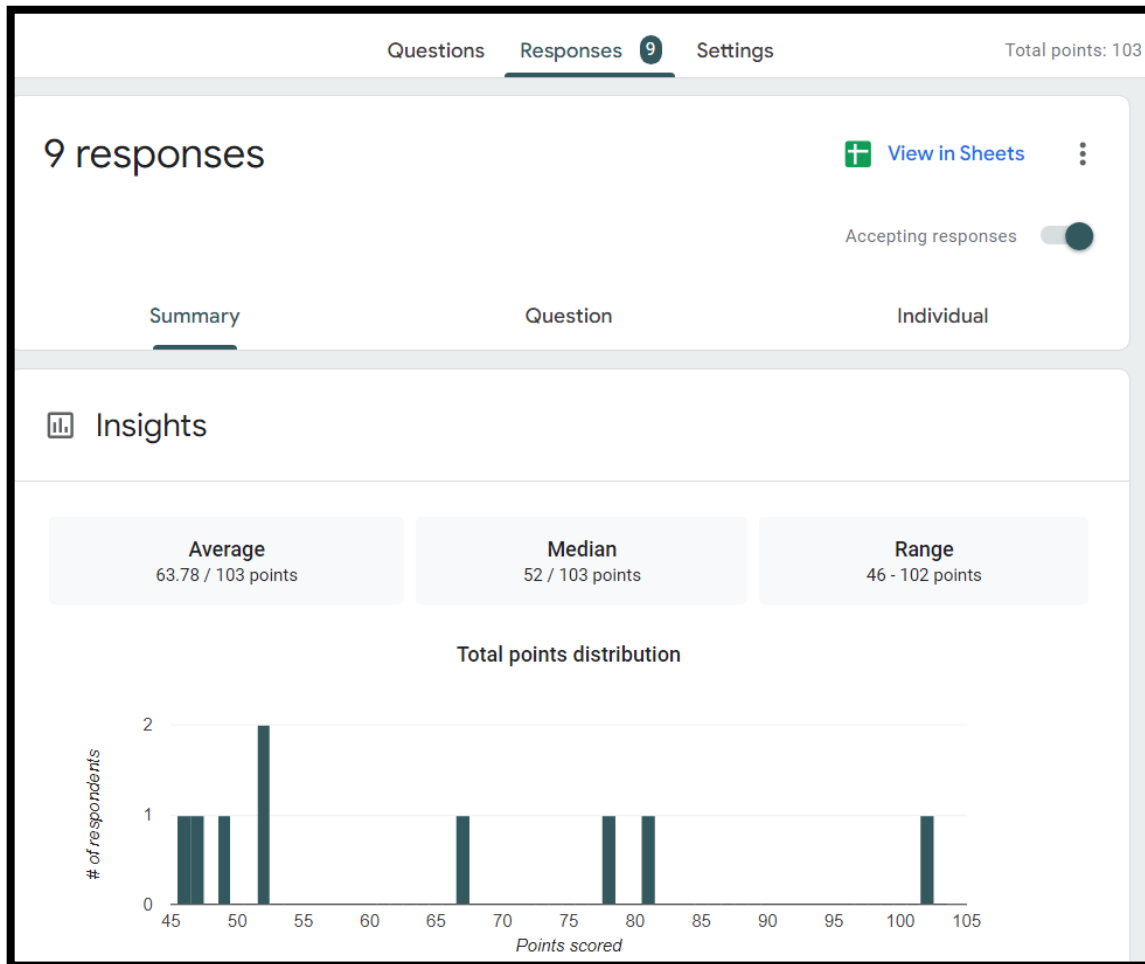 Questions Responses 9 Settings Total points: 103
9 responses
View in Sheets
Accepting responses
Summary Question Individual
Insights
Average Median Range
63.78 / 103 points 52 / 103 points 46 - 102 points
Total points distribution
2
1
0
# of respondents
45 50 55 60 65 70 75 80 85 90 95 100 105
Points scored